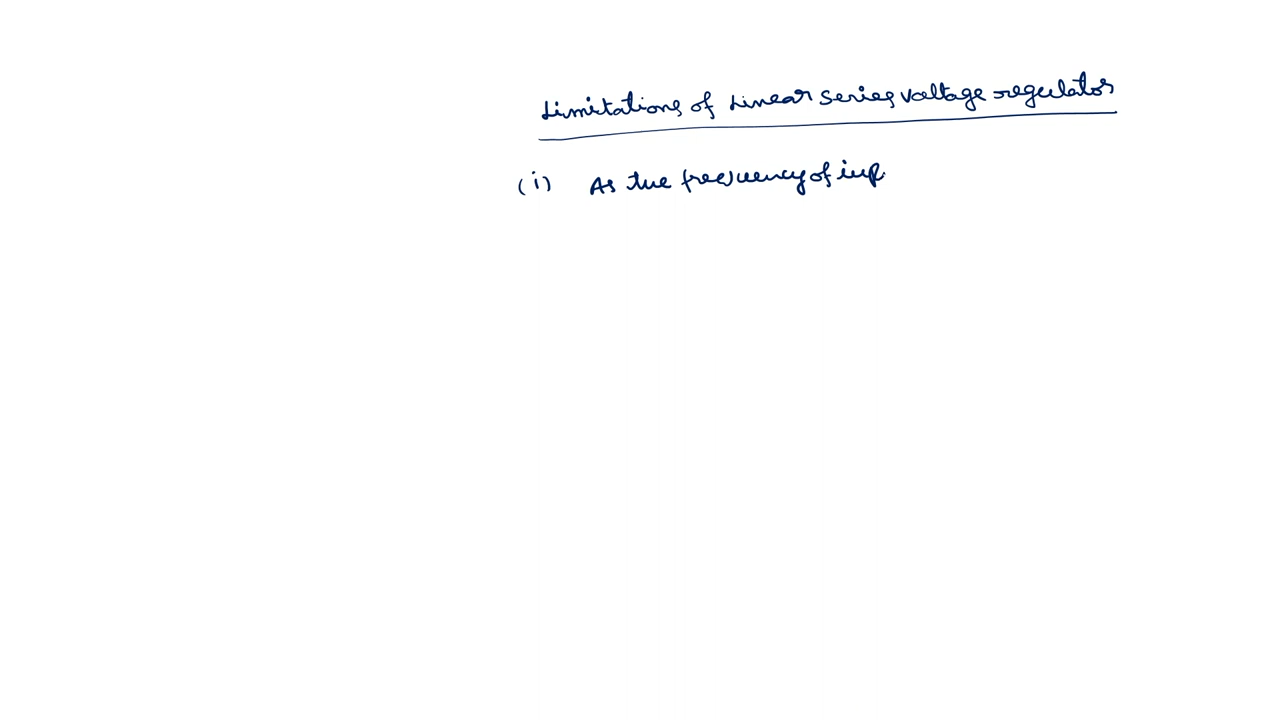 Limitations of Linear series voltage regulator
(i) As the frequency of inp